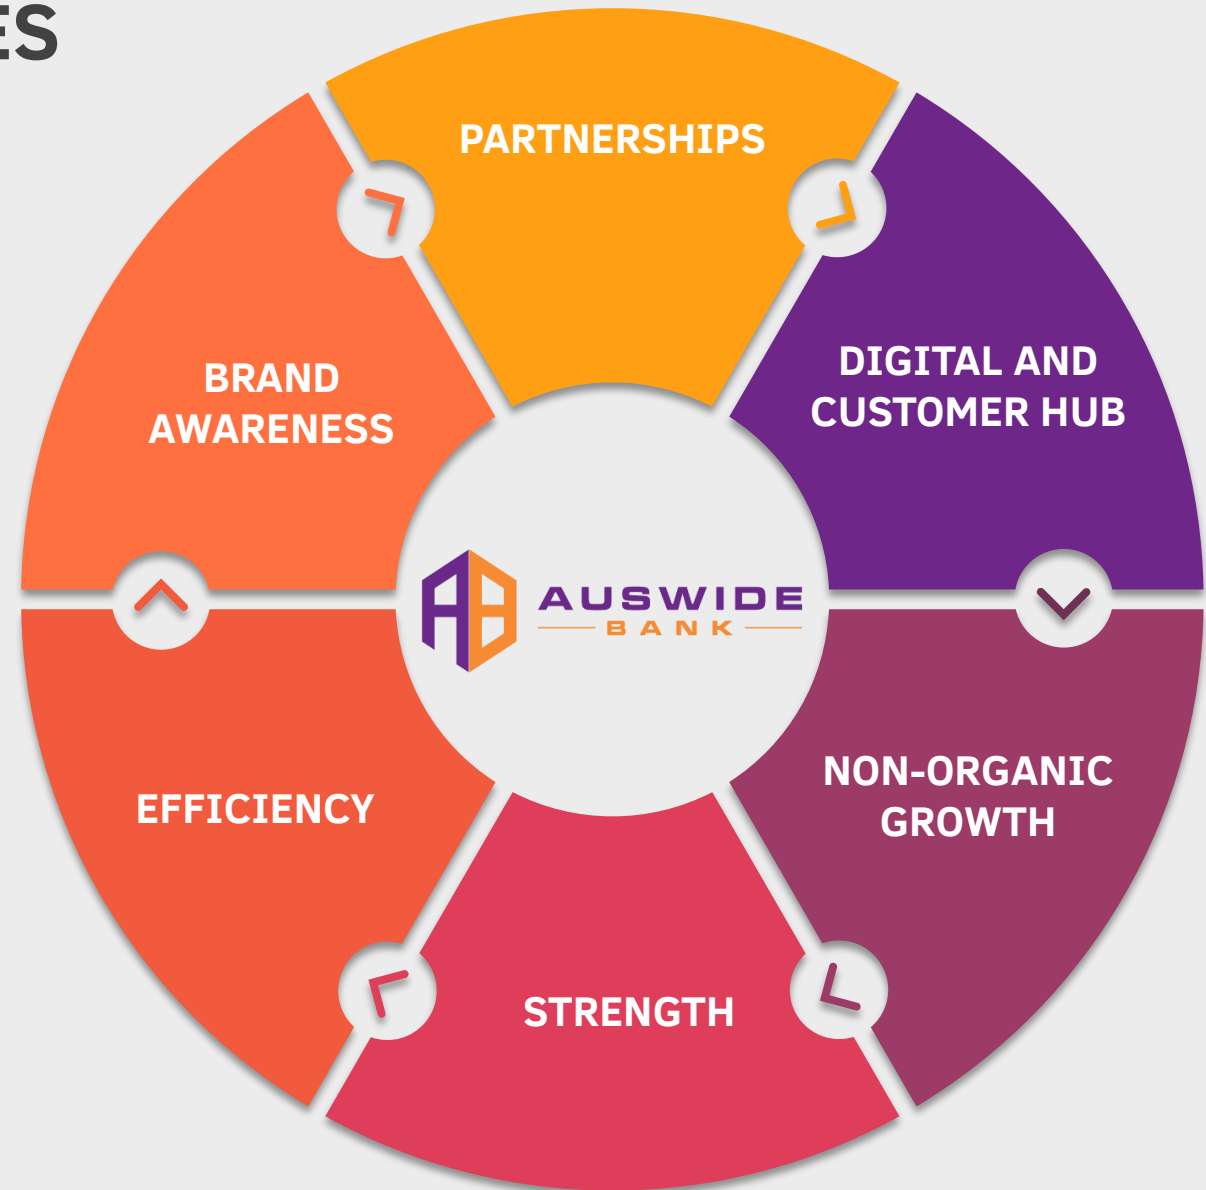 ES
PARTNERSHIPS
DIGITAL AND
CUSTOMER HUB
BRAND
AWARENESS
AUSWIDE
BANK
NON-ORGANIC
GROWTH
EFFICIENCY
STRENGTH